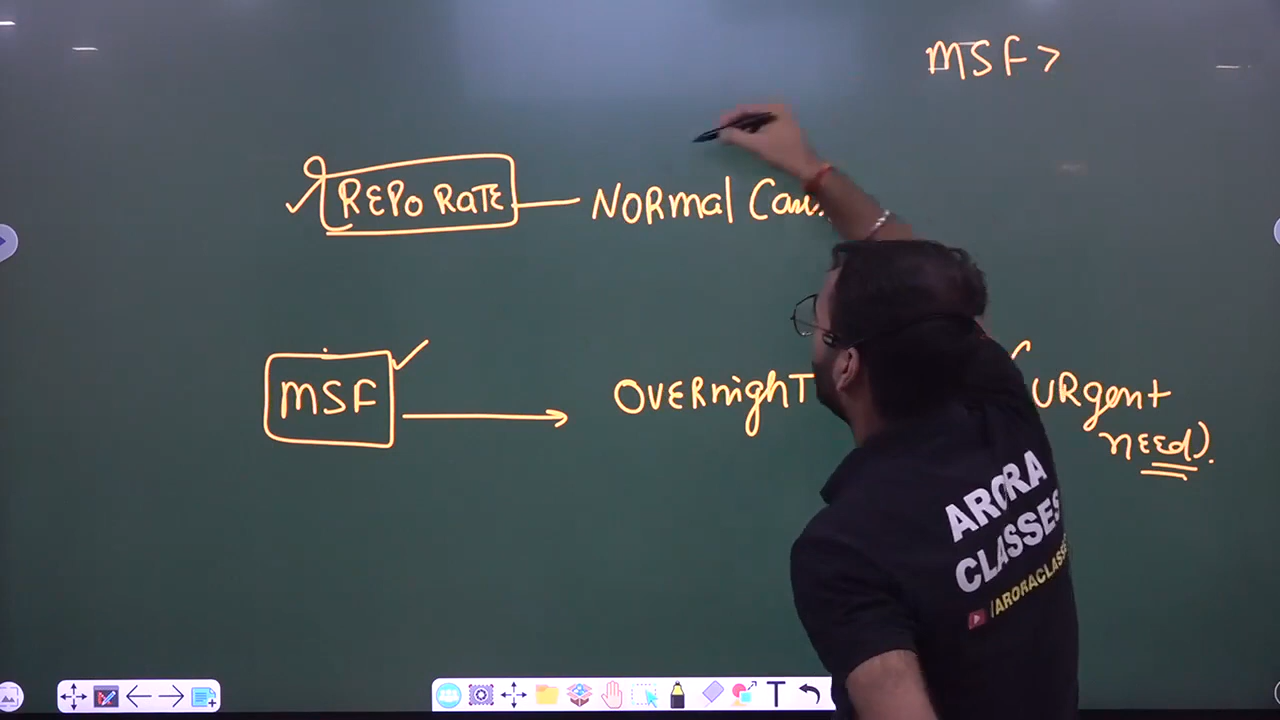 MSF >
REPO RATE — NORMAL
MSF → OVERNIGHT URGENT
NEED).
ARORA
CLASSES
/ARORACLASSES